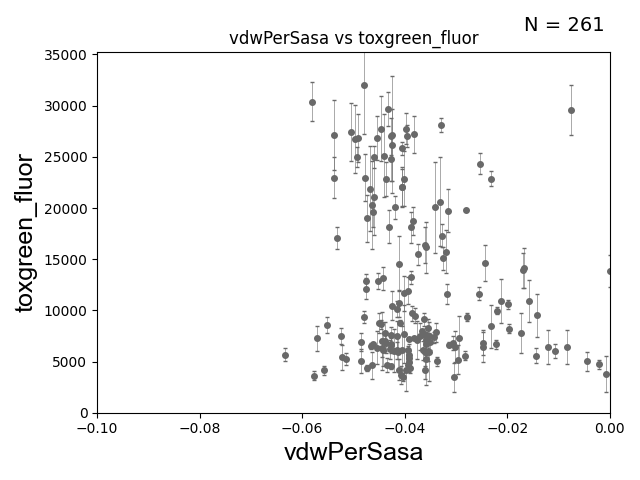 N = 261
vdwPerSasa vs toxgreen_fluor
35000
30000
25000
20000
15000
10000
5000
0
toxgreen_fluor
−0.10 −0.08 −0.06 −0.04 −0.02 0.00
vdwPerSasa